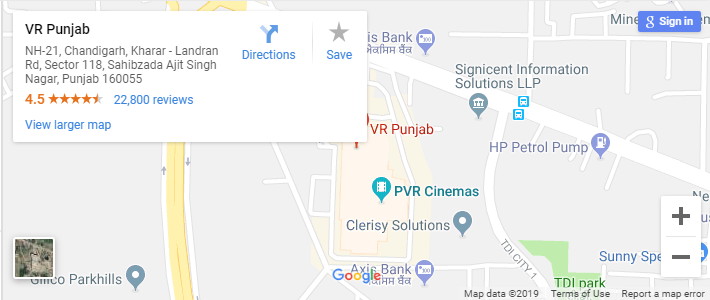 VR Punjab
NH-21, Chandigarh, Kharar - Landran
Rd, Sector 118, Sahibzada Ajit Singh
Nagar, Punjab 160055
4.5
22,800 reviews
View larger map
Directions
Save
Axis Bank
एक्सिस बैंक
Sign in
Signicent Information
Solutions LLP
VR Punjab
HP Petrol Pump
PVR Cinemas
Clerisy Solutions
TDI CITY 1
Axis Bank
Google
TDI park
Map data ©2019
Terms of Use
Report a map error